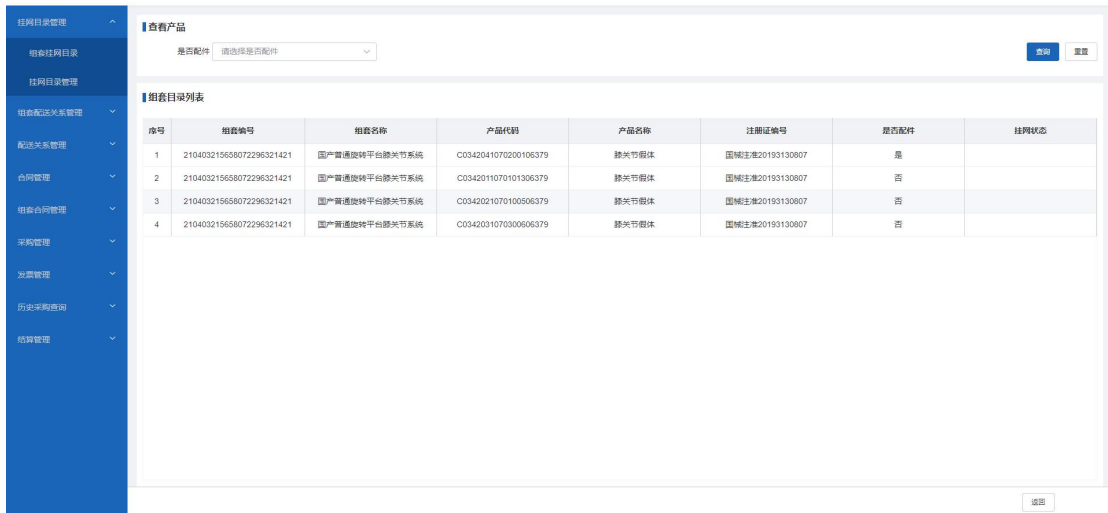 挂网目录管理
组套挂网目录
挂网目录管理
组套配送关系管理
配送关系管理
合同管理
组套合同管理
采购管理
发票管理
历史采购查询
结算管理
查看产品
是否配件 请选择是否配件 查询 重置
组套目录列表
序号 组套编号 组套名称 产品代码 产品名称 注册证编号 是否配件 挂网状态
1 210403215658072296321421 国产普通旋转平台膝关节系统 C0342041070200106379 膝关节假体 国械注准20193130807 是
2 210403215658072296321421 国产普通旋转平台膝关节系统 C0342011070101306379 膝关节假体 国械注准20193130807 否
3 210403215658072296321421 国产普通旋转平台膝关节系统 C0342021070100506379 膝关节假体 国械注准20193130807 否
4 210403215658072296321421 国产普通旋转平台膝关节系统 C0342031070300606379 膝关节假体 国械注准20193130807 否
返回